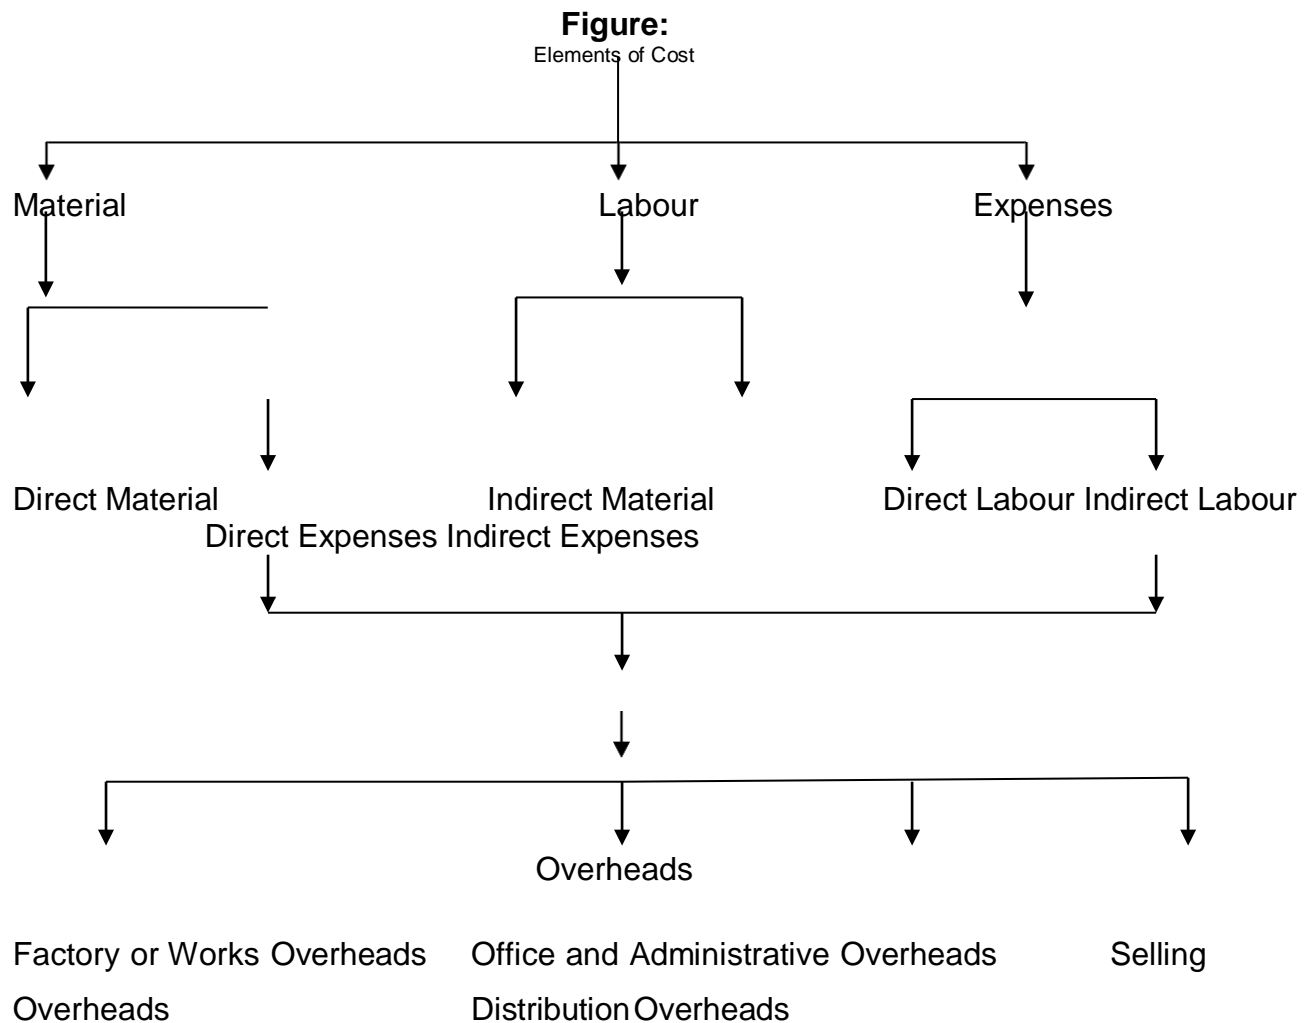 Figure:
Elements of Cost
Material Labour Expenses
Direct Material Indirect Material Direct Labour Indirect Labour
Direct Expenses Indirect Expenses
Overheads
Factory or Works Overheads Office and Administrative Overheads Selling
Overheads Distribution Overheads